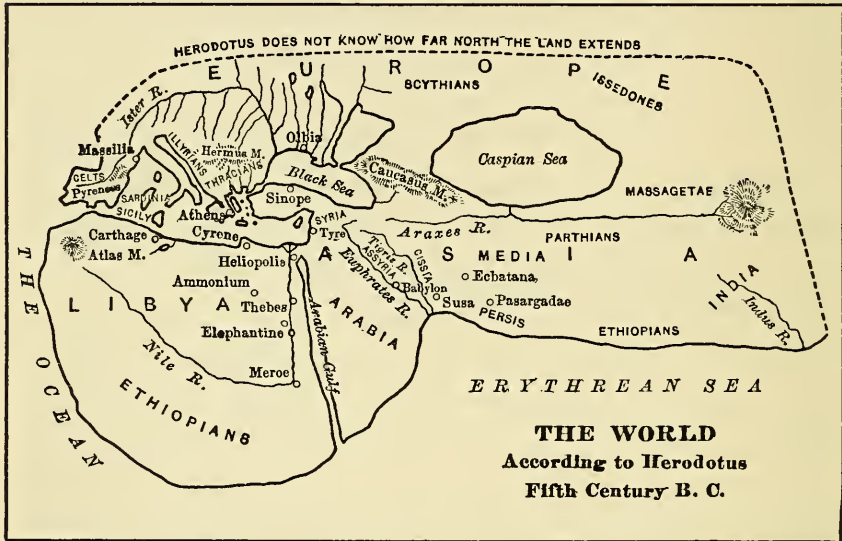 HERODOTUS DOES NOT KNOW HOW FAR NORTH THE LAND EXTENDS
EUROPE
SCYTHIANS
ISSEDONES
Ister R.
Massilia
CELTS
Pyrenees
ILLYRIANS
Hermus M.
THRACIANS
Olbia
Black Sea
Sinope
Caucasus M.
Caspian Sea
MASSAGETAE
SARDINIA
SICILY
Athens
Carthage
Cyrene
Atlas M.
SYRIA
Tyre
Araxes R.
PARTHIANS
ASIA
MEDIA
Heliopolis
Ammonium
Thebes
Elephantine
Meroe
LIBYA
Nile R.
ETHIOPIANS
Arabian Gulf
ARABIA
Tigris R.
ASSYRIA
CISSIA
Euphrates R.
Babylon
Ecbatana
Susa
Pasargadae
PERSIS
INDIA
Indus R.
ETHIOPIANS
THE OCEAN
ERYTHREAN SEA
THE WORLD
According to Herodotus
Fifth Century B. C.